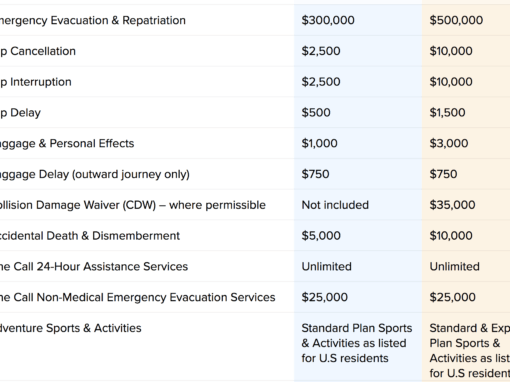 mergency Evacuation & Repatriation $300,000 $500,000
p Cancellation $2,500 $10,000
p Interruption $2,500 $10,000
p Delay $500 $1,500
aggage & Personal Effects $1,000 $3,000
aggage Delay (outward journey only) $750 $750
ollision Damage Waiver (CDW) – where permissible Not included $35,000
ccidental Death & Dismemberment $5,000 $10,000
ne Call 24-Hour Assistance Services Unlimited Unlimited
ne Call Non-Medical Emergency Evacuation Services $25,000 $25,000
dventure Sports & Activities Standard Plan Sports Standard & Exp
& Activities as listed Plan Sports &
for U.S residents Activities as list
for U.S resident